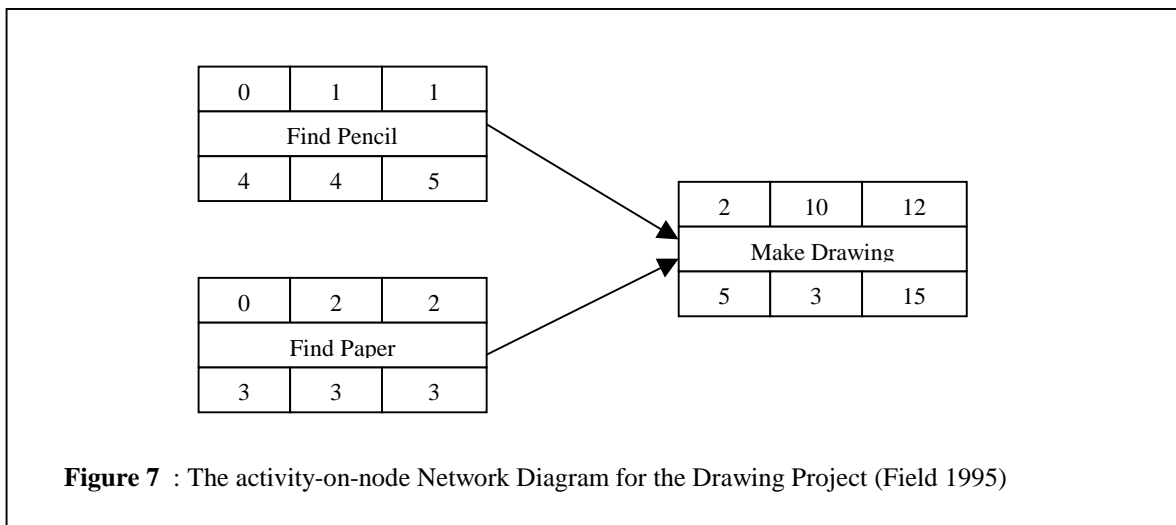 0 1 1
Find Pencil
4 4 5
2 10 12
Make Drawing
5 3 15
0 2 2
Find Paper
3 3 3
Figure 7 : The activity-on-node Network Diagram for the Drawing Project (Field 1995)